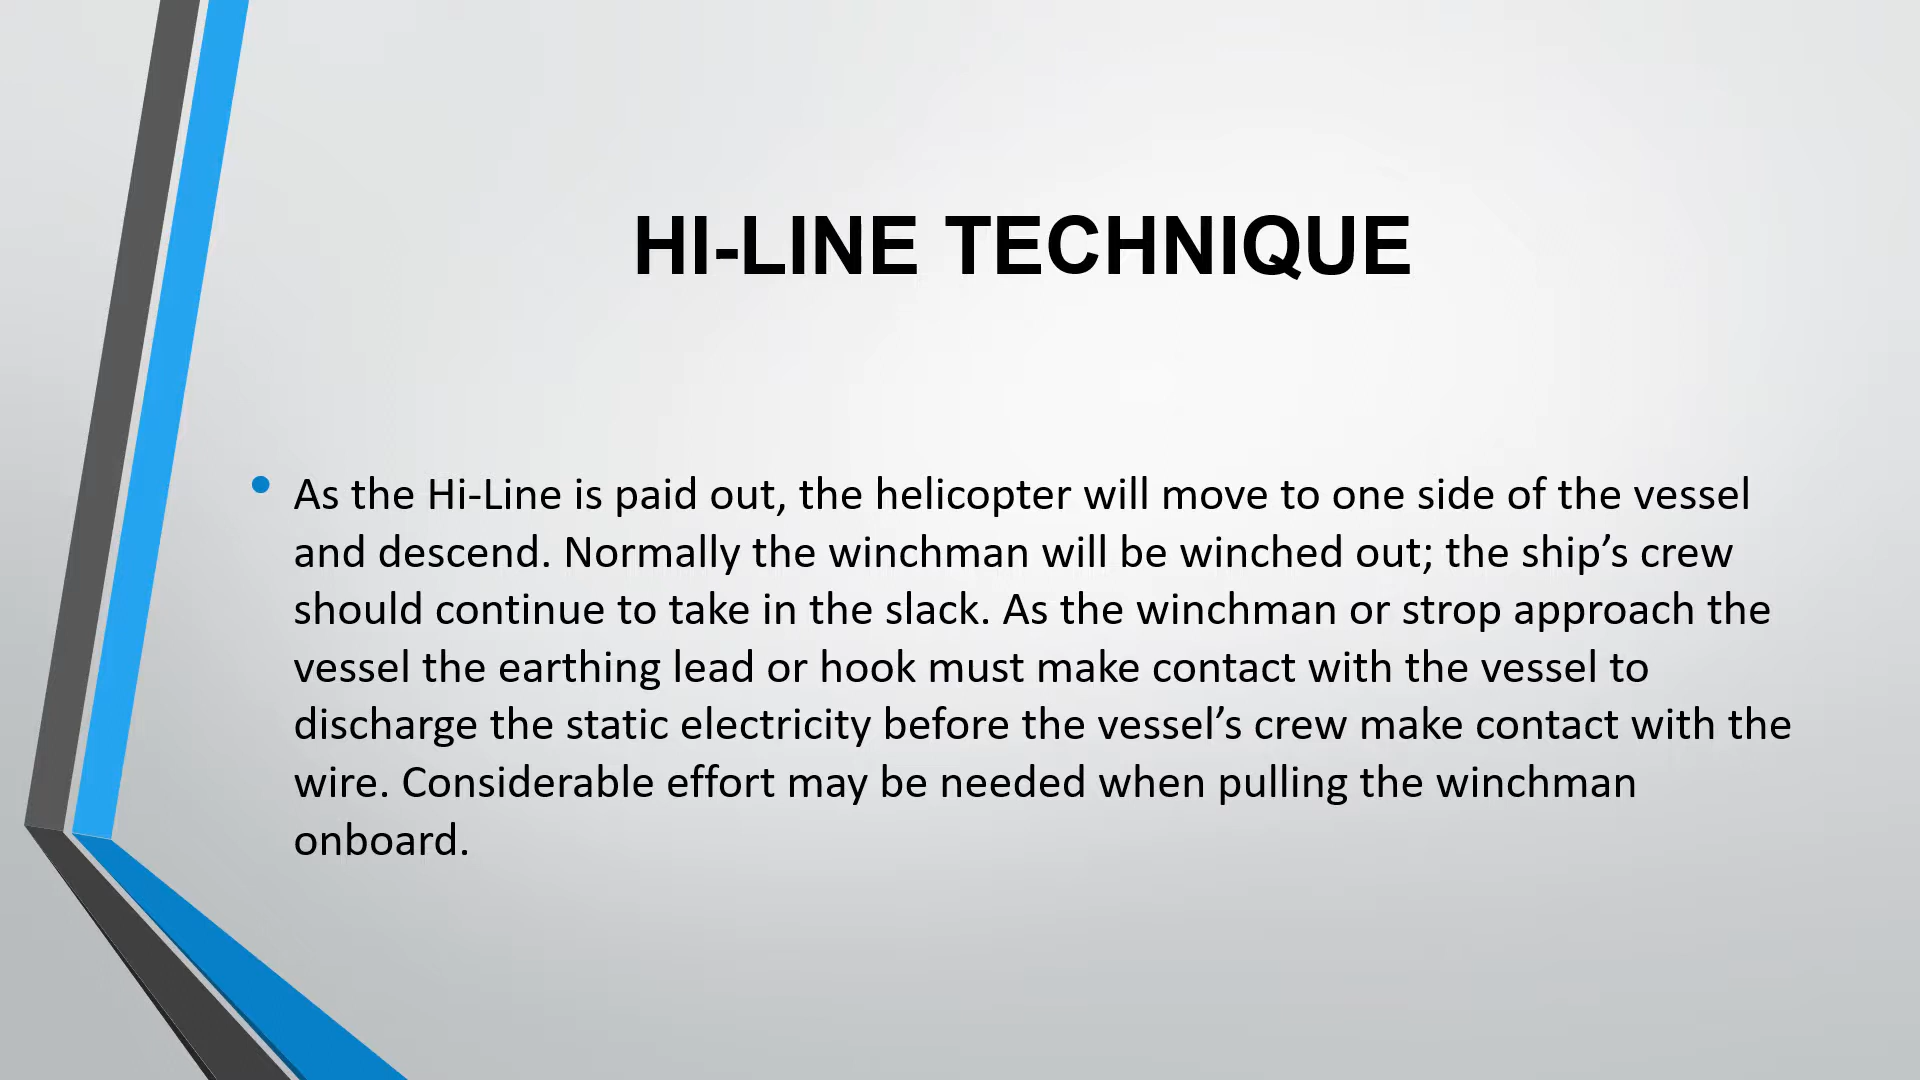 HI-LINE TECHNIQUE
• As the Hi-Line is paid out, the helicopter will move to one side of the vessel
and descend. Normally the winchman will be winched out; the ship’s crew
should continue to take in the slack. As the winchman or strop approach the
vessel the earthing lead or hook must make contact with the vessel to
discharge the static electricity before the vessel’s crew make contact with the
wire. Considerable effort may be needed when pulling the winchman
onboard.